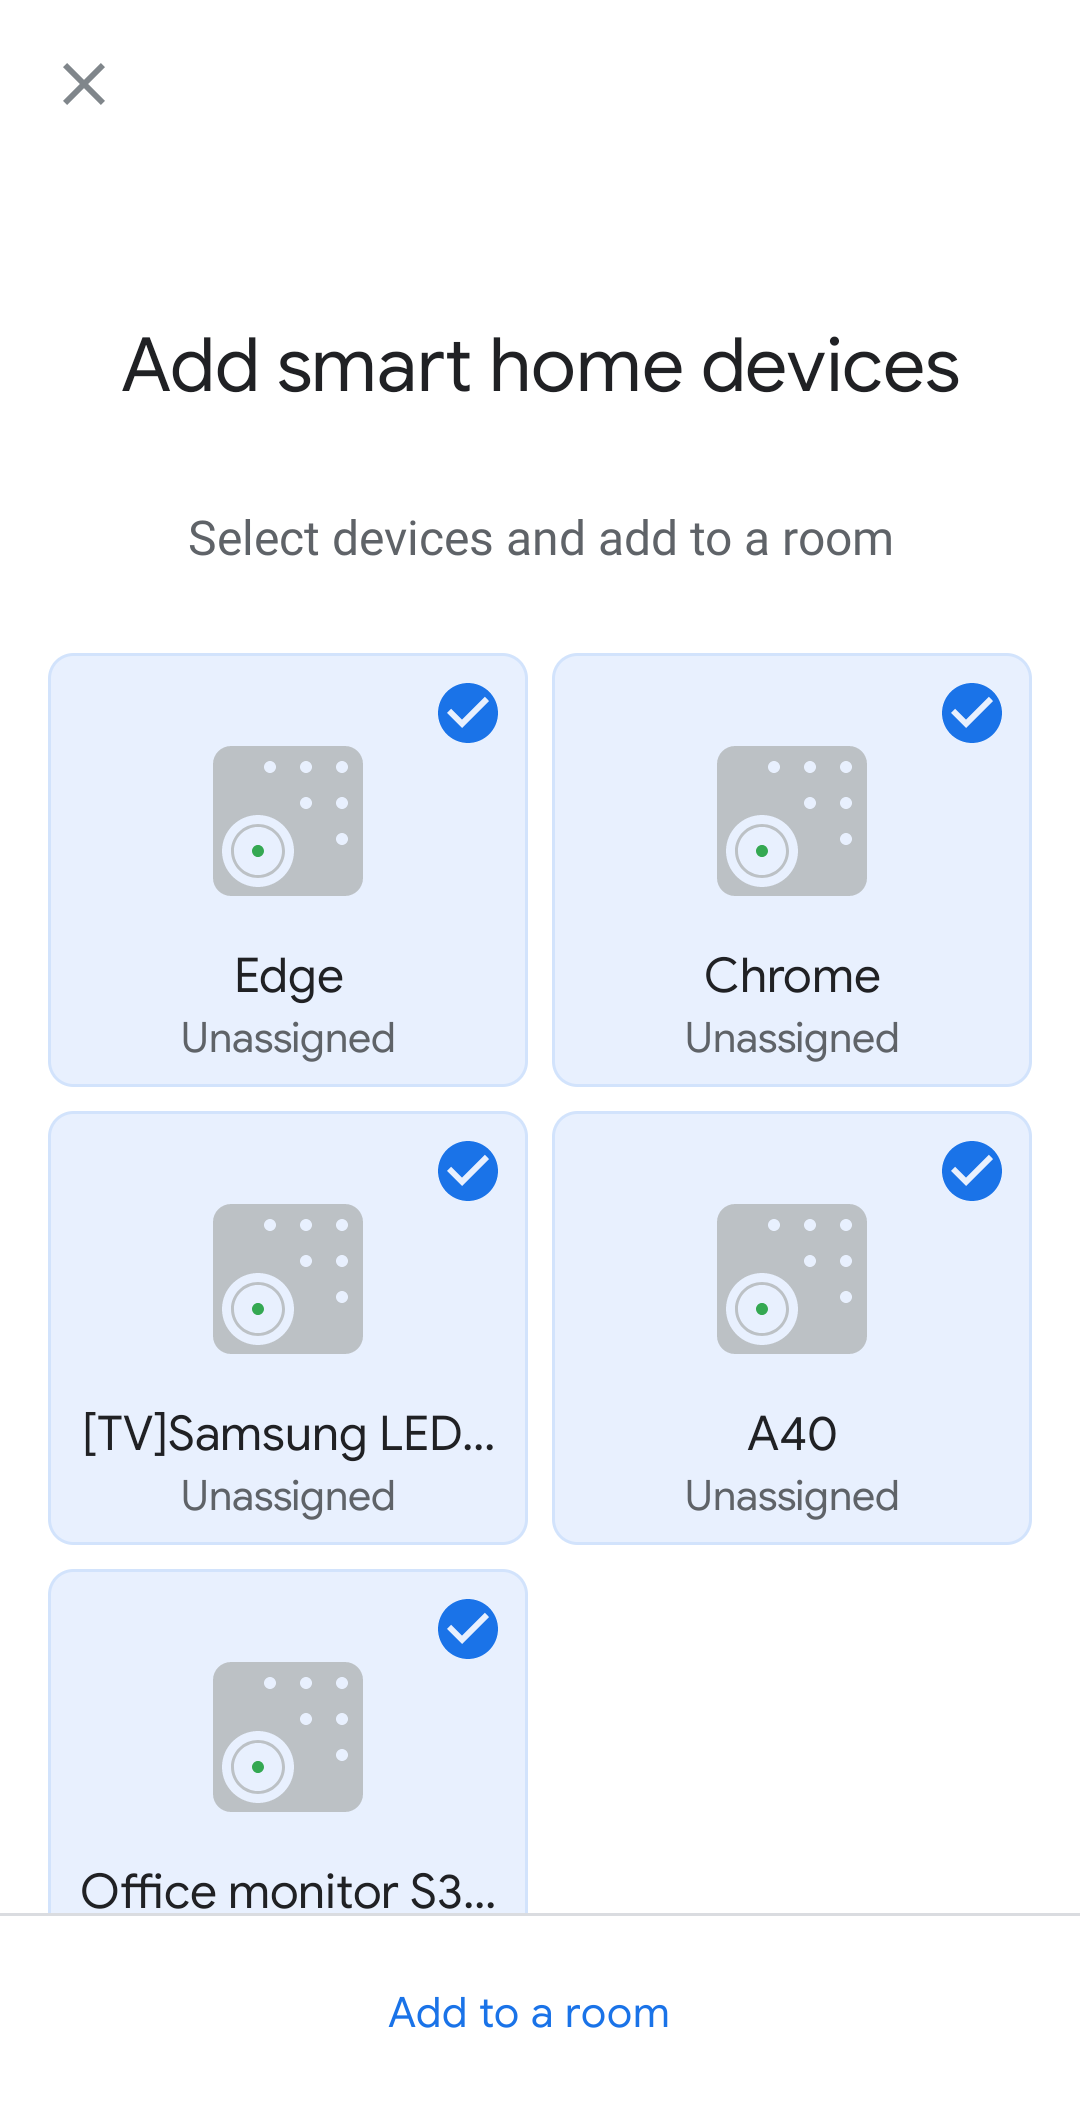 Add smart home devices
Select devices and add to a room
Edge
Unassigned
Chrome
Unassigned
[TV]Samsung LED...
Unassigned
A40
Unassigned
Office monitor S3...
Add to a room